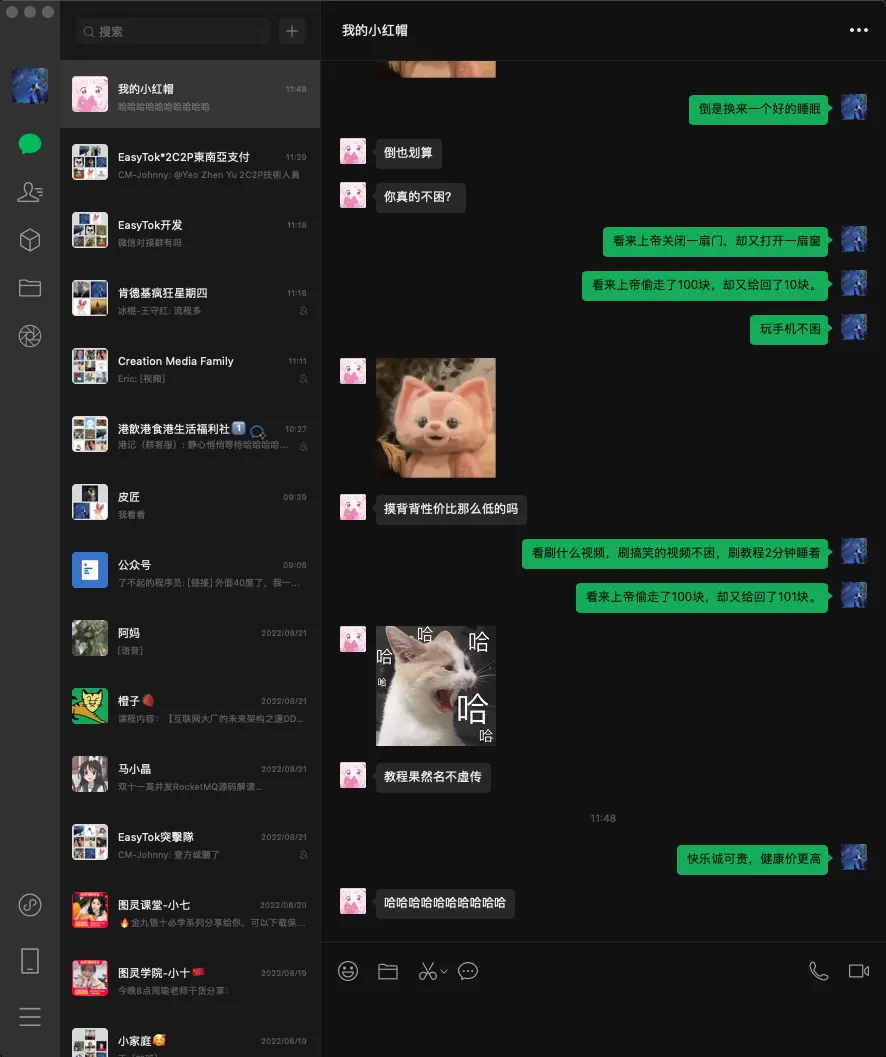 搜索
我的小红帽
11:48
哈哈哈哈哈哈哈哈哈哈
EasyTok*2C2P東南亞支付
11:29
CM-Johnny: @Yeo Zhen Yu 2C2P技術人員
EasyTok开发
11:18
微信对接群有吗
肯德基疯狂星期四
11:16
冰棍-王守紅: 流程多
Creation Media Family
11:11
Eric: [视频]
港飲港食港生活福利社1️⃣
10:27
港记（群客服）: 静心悄悄等待哈哈哈哈...
皮匠
09:39
我看看
公众号
09:08
了不起的程序员: [链接] 外面40度了，我一...
阿妈
2022/08/21
[语音]
橙子🍓
2022/08/21
课程内容：【互联网大厂的未来架构之道DD...
马小晶
2022/08/21
双十一高并发RocketMQ源码解读...
EasyTok突擊隊
2022/08/21
CM-Johnny: 壹方城關了
图灵课堂-小七
2022/08/20
🔥金九银十必学系列分享给你，可以下载保...
图灵学院-小十
2022/08/19
今晚8点周瑜老师干货分享：
小家庭🥰
2022/08/19
我的小红帽
倒是换来一个好的睡眠
倒也划算
你真的不困？
看来上帝关闭一扇门，却又打开一扇窗
看来上帝偷走了100块，却又给回了10块。
玩手机不困
摸背背性价比那么低的吗
看刷什么视频，刷搞笑的视频不困，刷教程2分钟睡着
看来上帝偷走了100块，却又给回了101块。
哈
哈
哈
哈
哈
哈
教程果然名不虚传
11:48
快乐诚可贵，健康价更高
哈哈哈哈哈哈哈哈哈哈